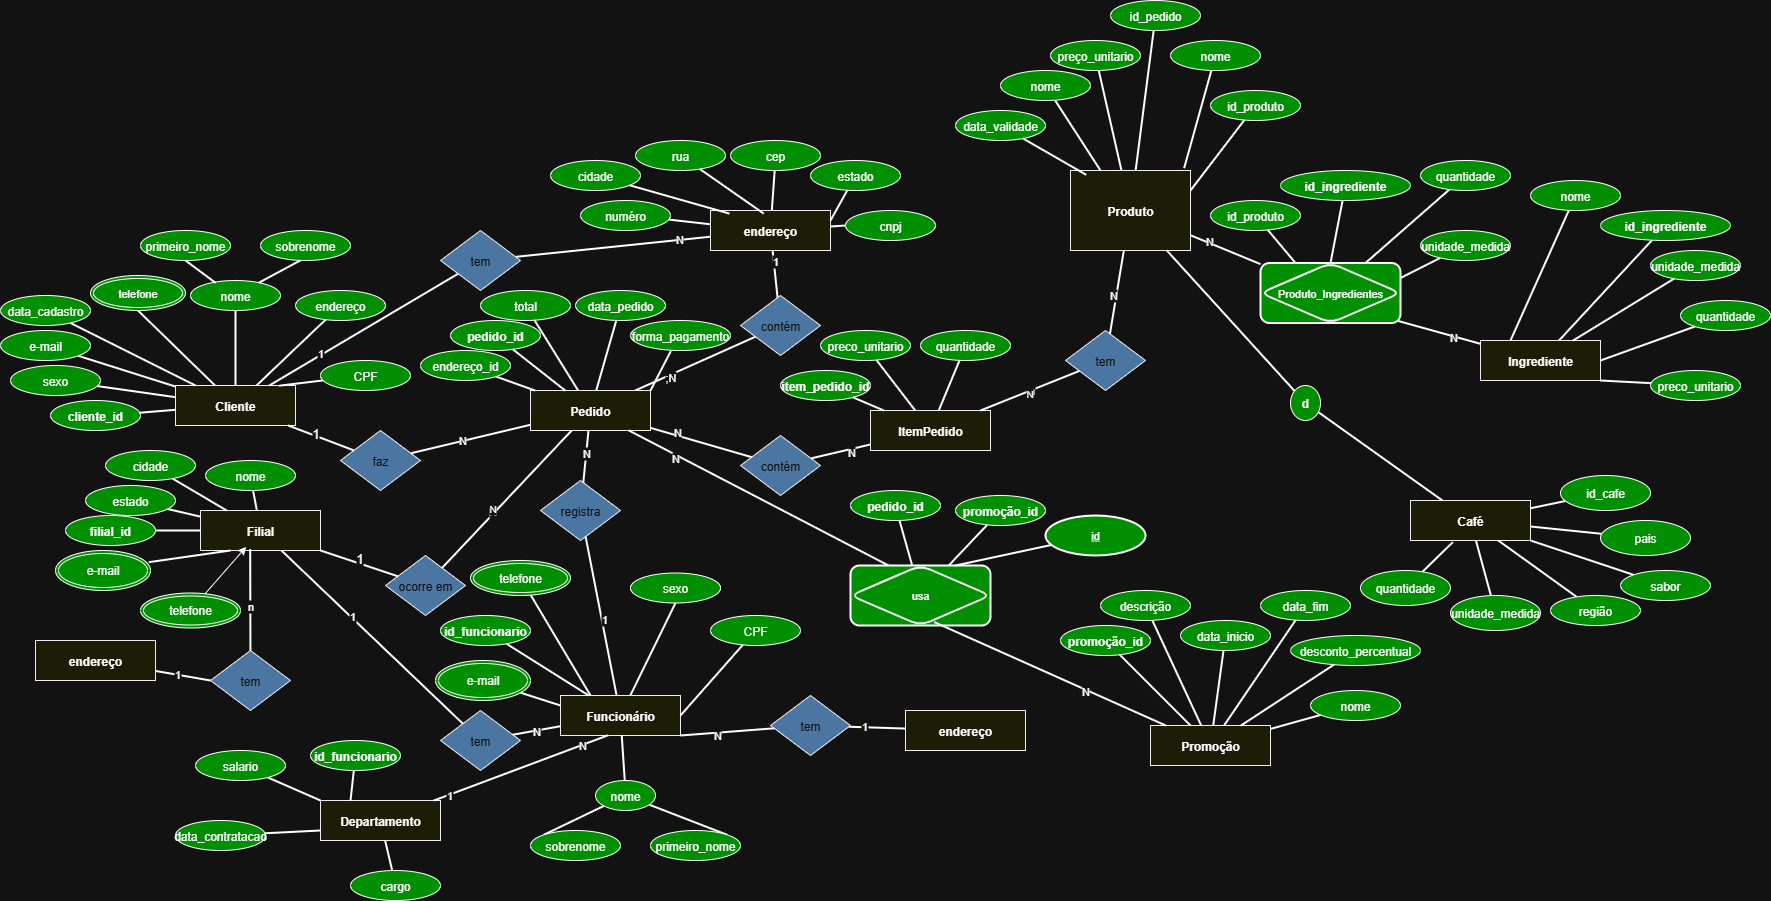 id_pedido
preço_unitario
nome
nome
id_produto
data_validade
Produto
cidade
rua
cep
estado
numéro
cnpj
endereço
N
1
id_produto
id_ingrediente
quantidade
unidade_medida
N
Produto_Ingredientes
N
nome
id_ingrediente
unidade_medida
quantidade
preco_unitario
Ingrediente
primeiro_nome
sobrenome
telefone
nome
endereço
data_cadastro
e-mail
sexo
cliente_id
CPF
Cliente
1
tem
total
data_pedido
pedido_id
forma_pagamento
endereço_id
Pedido
contém
,N
preco_unitario
quantidade
item_pedido_id
ItemPedido
N
tem
N
d
1
faz
N
N
contém
N
N
N
registra
1
N
ocorre em
1
cidade
nome
estado
filial_id
e-mail
telefone
Filial
n
1
endereço
1
tem
pedido_id
promoção_id
id
usa
N
id_cafe
pais
sabor
região
unidade_medida
quantidade
Café
descrição
data_fim
promoção_id
data_inicio
desconto_percentual
nome
Promoção
telefone
sexo
id_funcionario
CPF
e-mail
Funcionário
tem
N
N
N
tem
1
endereço
nome
sobrenome
primeiro_nome
salario
id_funcionario
data_contratacao
cargo
Departamento
1